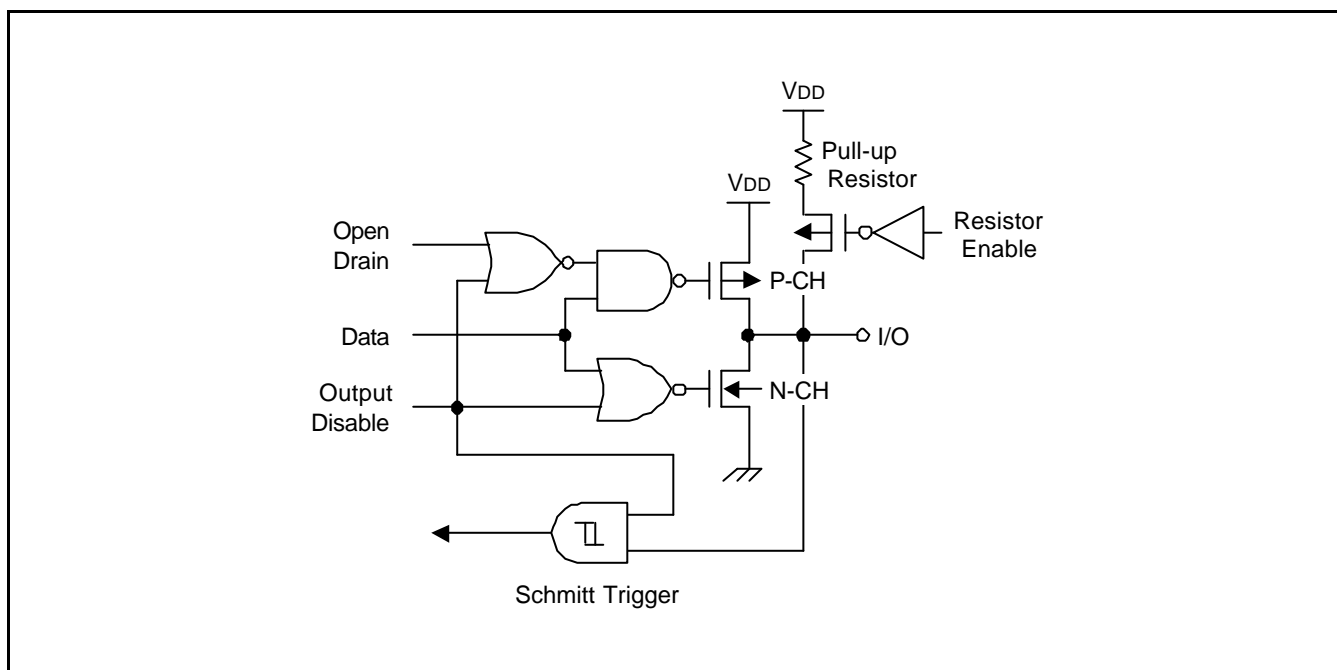 VDD
Pull-up
Resistor
VDD
Resistor
Enable
Open
Drain
P-CH
Data
I/O
Output
Disable
N-CH
Schmitt Trigger